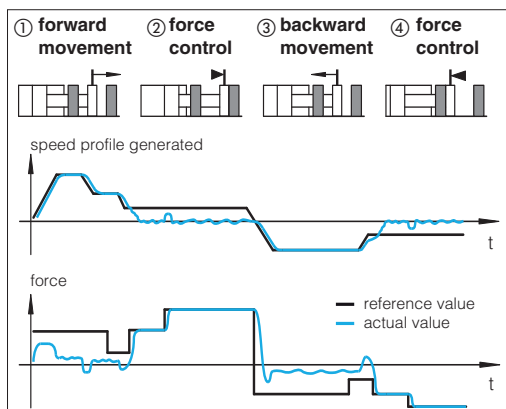 ① forward
movement
② force
control
③ backward
movement
④ force
control
speed profile generated
t
force
reference value
actual value
t